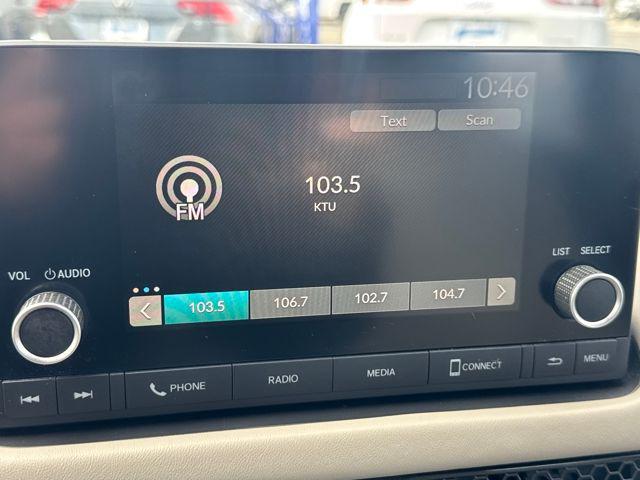 10:46
Text Scan
103.5
FM
KTU
VOL AUDIO
LIST SELECT
103.5 106.7 102.7 104.7
PHONE RADIO MEDIA CONNECT MENU